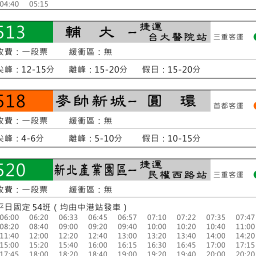 04:40 05:15
513 輔 大 － 捷運台大醫院站 三重客運
收費：一段票 緩衝區：無
尖峰：12-15分 離峰：15-20分 假日：15-20分
518 麥帥新城－圓 環 首都客運
收費：一段票 緩衝區：無
尖峰：4-6分 離峰：5-10分 假日：10-15分
520 新北產業園區－捷運民權西路站 三重客運
收費：一段票 緩衝區：無
平日固定 54班（均由中港站發車）
06:00 06:20 06:33 06:45 06:57 07:10 07:22 07:35 07:47
08:20 08:40 09:00 09:20 09:40 10:00 10:20 10:40 11:00
11:40 12:00 12:20 12:40 13:00 13:20 13:40 14:00 14:20
15:00 15:20 15:40 16:00 16:15 16:30 16:45 17:00 17:15
17:45 18:00 18:20 18:40 19:00 19:20 19:40 20:00 20:20